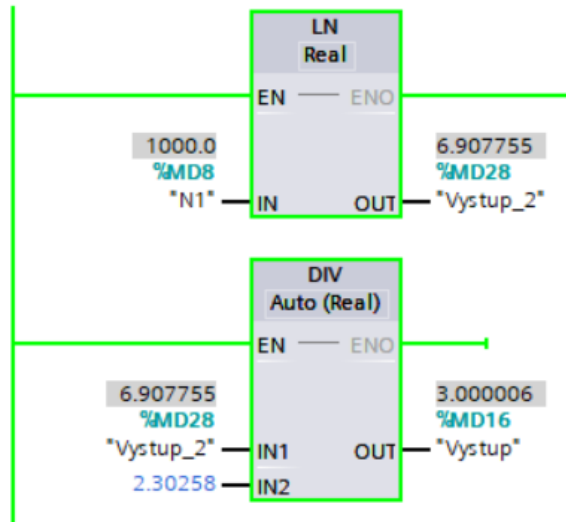 LN
Real
EN ENO
1000.0 6.907755
%MD8 %MD28
"N1" IN OUT "Vystup_2"
DIV
Auto (Real)
EN ENO
6.907755 3.000006
%MD28 %MD16
"Vystup_2" IN1 OUT "Vystup"
2.30258 IN2